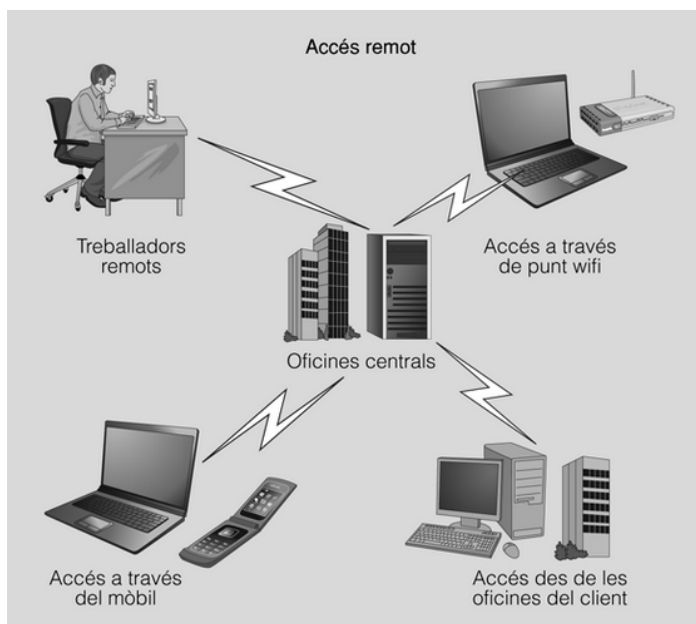 Accés remot
Treballadors
remots
Accés a través
de punt wifi
Oficines centrals
Accés a través
del mòbil
Accés des de les
oficines del client